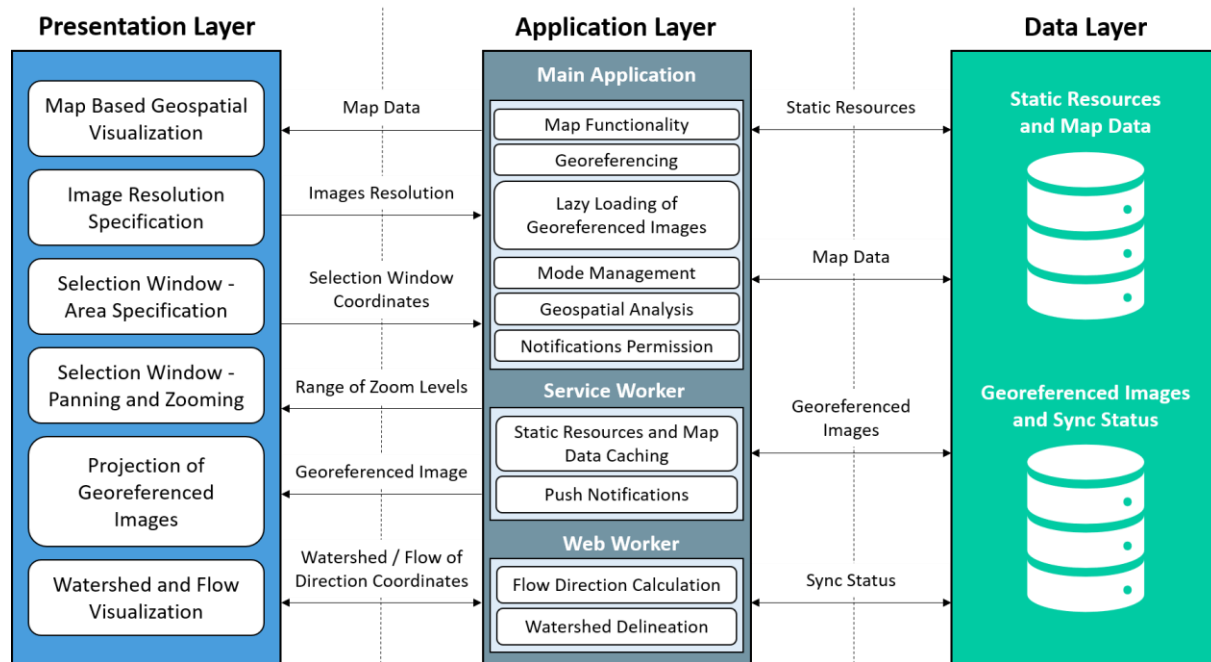 Presentation Layer
Application Layer
Data Layer
Map Based Geospatial
Visualization
Image Resolution
Specification
Selection Window -
Area Specification
Selection Window -
Panning and Zooming
Projection of
Georeferenced
Images
Watershed and Flow
Visualization
Map Data
Images Resolution
Selection Window
Coordinates
Range of Zoom Levels
Georeferenced Image
Watershed / Flow of
Direction Coordinates
Main Application
Map Functionality
Georeferencing
Lazy Loading of
Georeferenced Images
Mode Management
Geospatial Analysis
Notifications Permission
Service Worker
Static Resources and Map
Data Caching
Push Notifications
Web Worker
Flow Direction Calculation
Watershed Delineation
Static Resources
Map Data
Georeferenced
Images
Sync Status
Static Resources
and Map Data
Georeferenced Images
and Sync Status